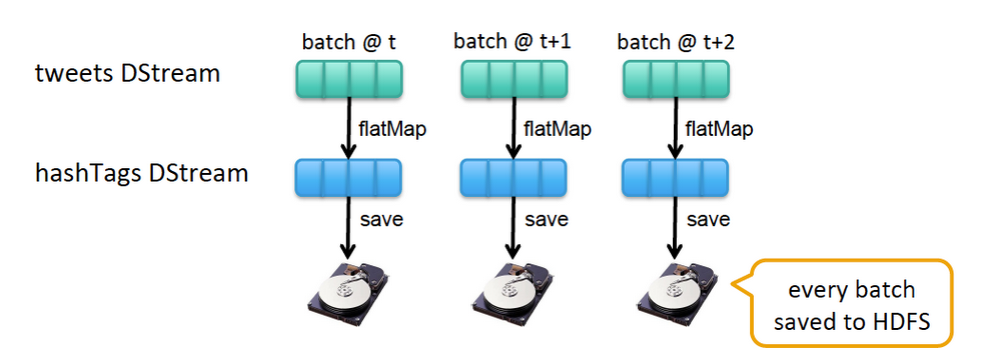 batch @ t
batch @ t+1
batch @ t+2
tweets DStream
flatMap
flatMap
flatMap
hashTags DStream
save
save
save
every batch
saved to HDFS